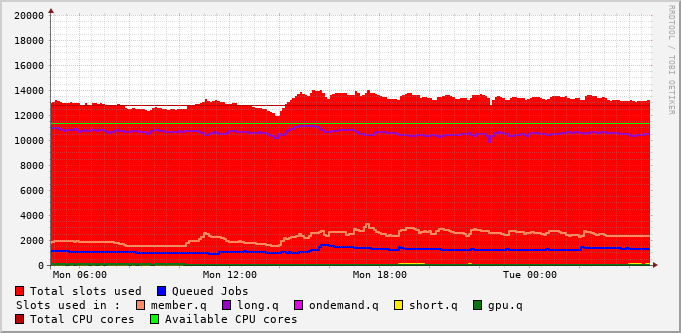 20000
18000
16000
14000
12000
10000
8000
6000
4000
2000
0
Mon 06:00 Mon 12:00 Mon 18:00 Tue 00:00
RRDTOOL / TOBI OETIKER
Total slots used Queued Jobs
Slots used in : member.q long.q ondemand.q short.q gpu.q
Total CPU cores Available CPU cores